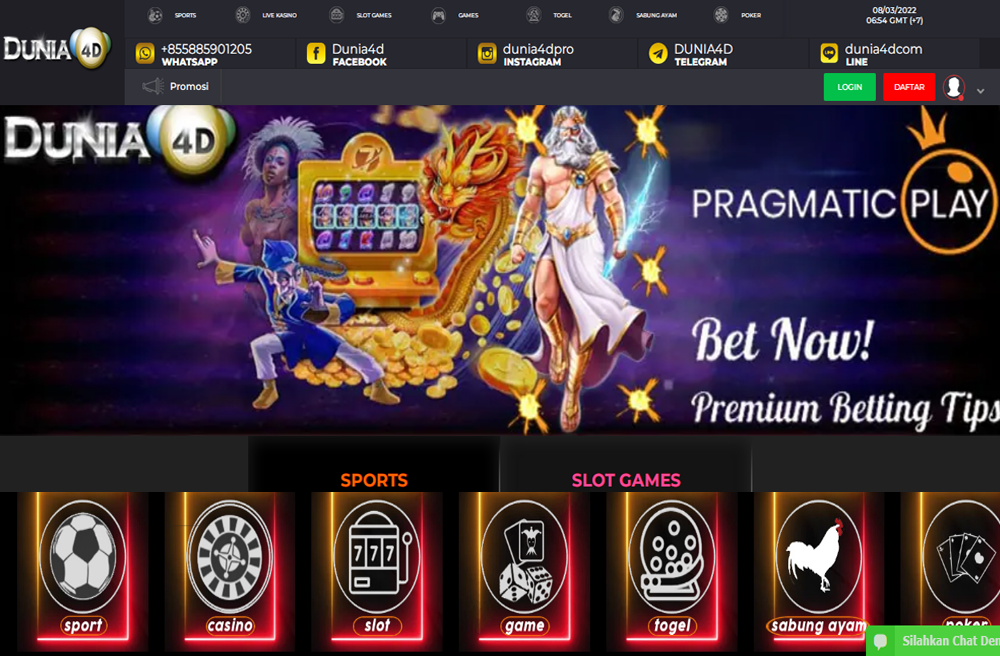 SPORTS LIVE KASINO SLOT GAMES GAMES TOGEL SABUNG AYAM POKER 08/03/2022
06:54 GMT (+7)
DUNIA 4D
+855885901205 Dunia4d dunia4dpro DUNIA4D dunia4dcom
WHATSAPP FACEBOOK INSTAGRAM TELEGRAM LINE
Promosi LOGIN DAFTAR
DUNIA 4D
7
PRAGMATIC PLAY
Bet Now!
Premium Betting Tips
SPORTS SLOT GAMES
777
sport casino slot game togel sabung ayam poker
Silahkan Chat Den